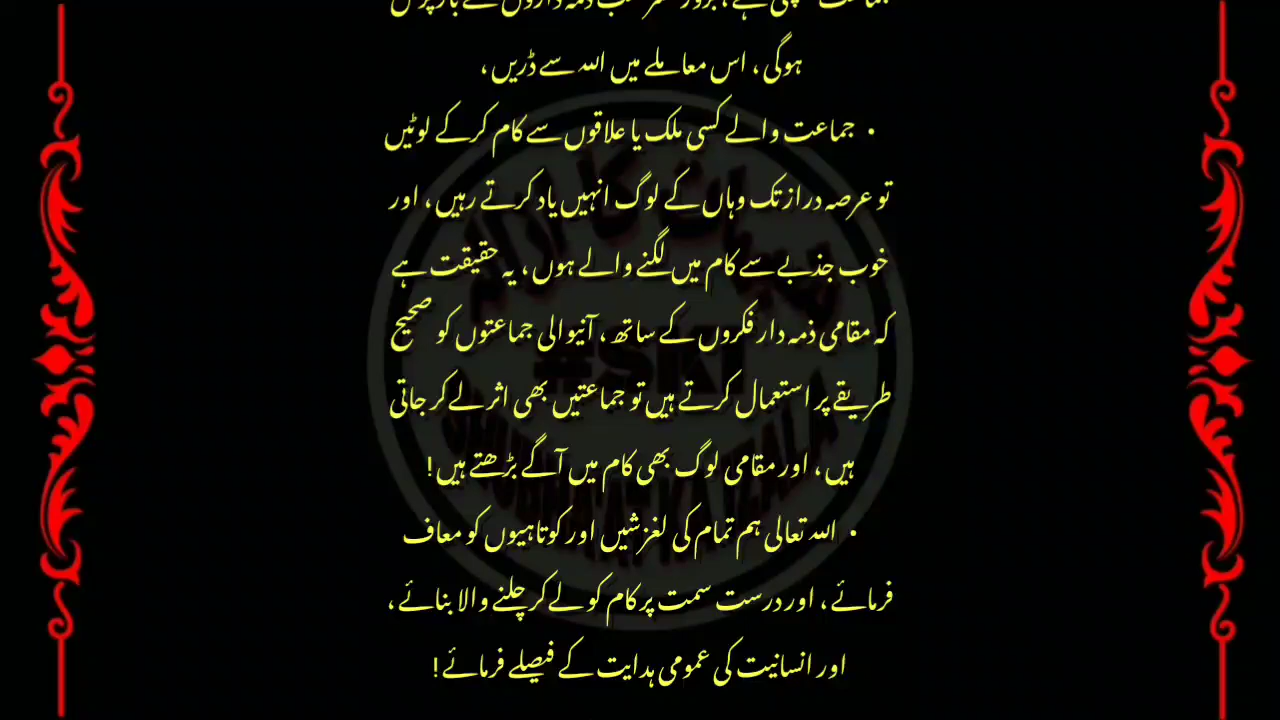 ہوگی، اس معاملے میں اللہ سے ڈریں،
• جماعت والے کسی ملک یا علاقوں سے کام کرکے لوٹیں
تو عرصہ دراز تک وہاں کے لوگ انہیں یاد کرتے رہیں، اور
خوب جذبے سے کام میں لگنے والے ہوں، یہ حقیقت ہے
کہ مقامی ذمہ دار فکروں کے ساتھ، آنیوالی جماعتوں کو صحیح
طریقے پر استعمال کرتے ہیں تو جماعتیں بھی اثر لے کر جاتی
ہیں، اور مقامی لوگ بھی کام میں آگے بڑھتے ہیں!
• اللہ تعالی ہم تمام کی لغزشیں اور کوتاہیوں کو معاف
فرمائے، اور درست سمت پر کام کو لے کر چلنے والا بنائے،
اور انسانیت کی عمومی ہدایت کے فیصلے فرمائے!